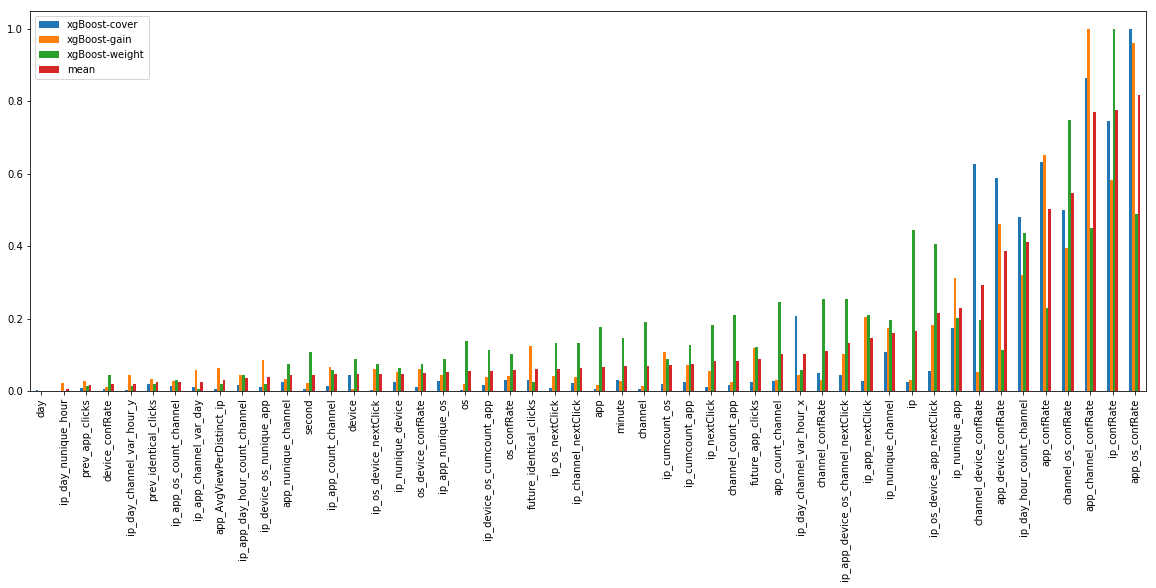 xgBoost-cover
xgBoost-gain
xgBoost-weight
mean
1.0
0.8
0.6
0.4
0.2
0.0
day
ip_day_nunique_hour
prev_app_clicks
device_confRate
ip_day_channel_var_hour_y
prev_identical_clicks
ip_app_os_count_channel
ip_app_channel_var_day
app_AvgViewPerDistinct_ip
ip_app_day_hour_count_channel
ip_device_os_nunique_app
app_nunique_channel
second
ip_app_count_channel
device
ip_os_device_nextClick
ip_nunique_device
os_device_confRate
ip_app_nunique_os
os
ip_device_os_cumcount_app
os_confRate
future_identical_clicks
ip_os_nextClick
ip_channel_nextClick
app
minute
channel
ip_cumcount_os
ip_cumcount_app
ip_nextClick
channel_count_app
future_app_clicks
app_count_channel
ip_day_channel_var_hour_x
channel_confRate
ip_app_device_os_channel_nextClick
ip_app_nextClick
ip_nunique_channel
ip
ip_os_device_app_nextClick
ip_nunique_app
channel_device_confRate
app_device_confRate
ip_day_hour_count_channel
app_confRate
channel_os_confRate
app_channel_confRate
ip_confRate
app_os_confRate